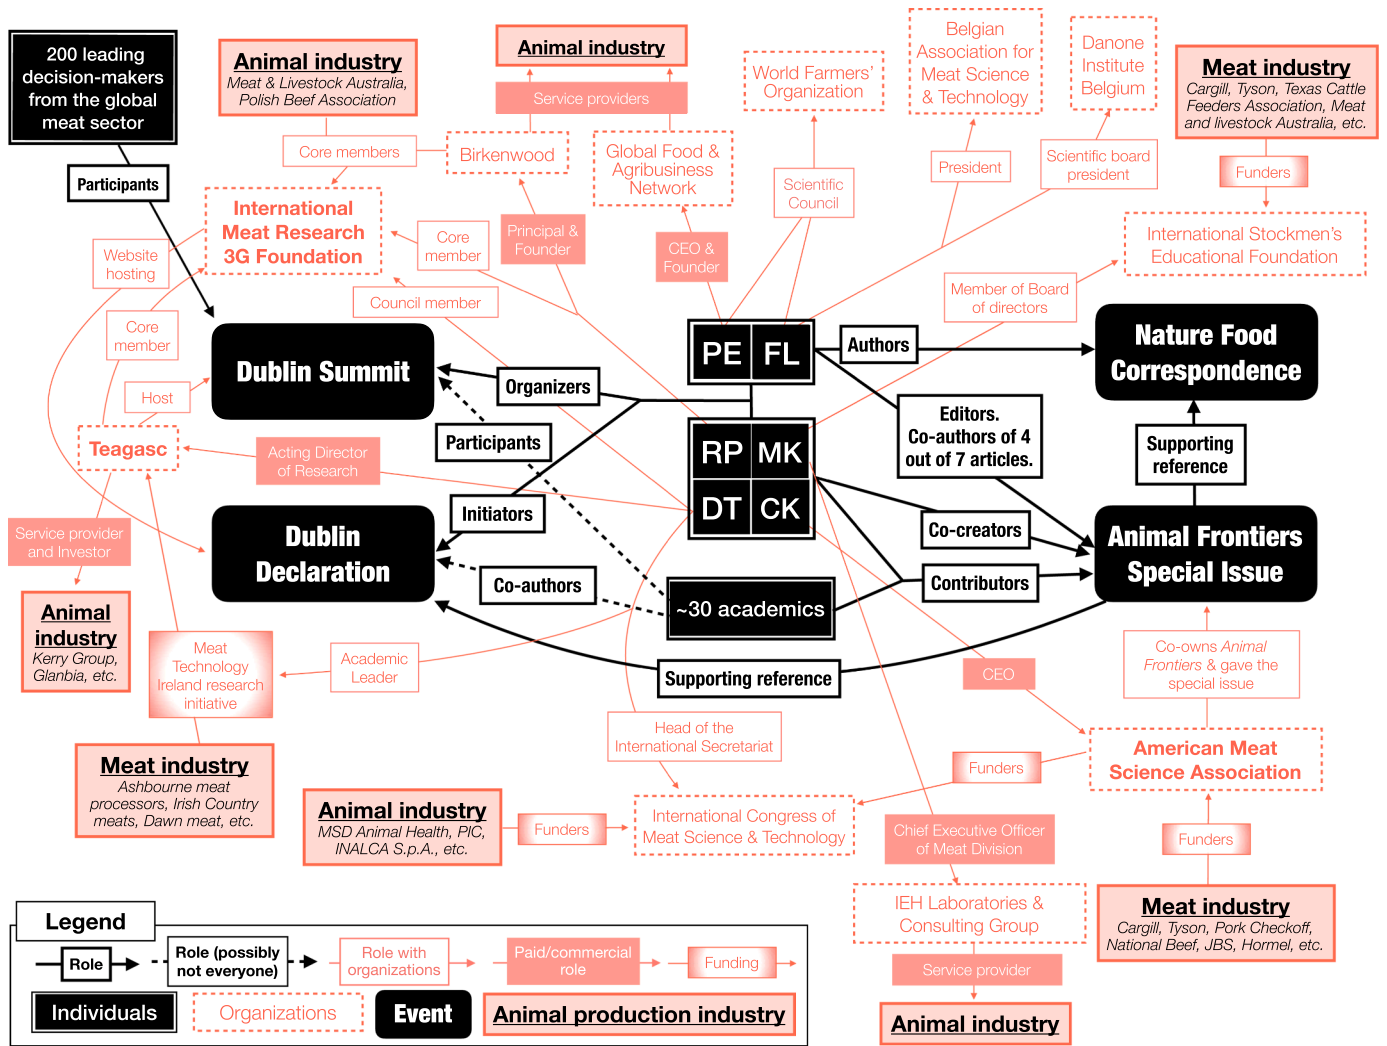 200 leading
decision-makers
from the global
meat sector
Animal industry
Meat & Livestock Australia,
Polish Beef Association
Animal industry
Service providers
World Farmers'
Organization
Belgian
Association for
Meat Science
& Technology
Danone
Institute
Belgium
Meat industry
Cargill, Tyson, Texas Cattle
Feeders Association, Meat
and livestock Australia, etc.
Participants
Core members
Birkenwood
Global Food &
Agribusiness
Network
Scientific
Council
President
Scientific board
president
Funders
International
Meat Research
3G Foundation
Website
hosting
Core
member
Principal &
Founder
CEO &
Founder
International Stockmen's
Educational Foundation
Council member
Member of Board
of directors
Core
member
Dublin Summit
PE
FL
Authors
Nature Food
Correspondence
Host
Organizers
Editors.
Co-authors of 4
out of 7 articles.
Teagasc
Acting Director
of Research
Participants
RP
MK
DT
CK
Supporting
reference
Service provider
and Investor
Dublin
Declaration
Initiators
Co-creators
Animal Frontiers
Special Issue
Co-authors
~30 academics
Contributors
Animal
industry
Kerry Group,
Glanbia, etc.
Meat
Technology
Ireland research
initiative
Academic
Leader
Supporting reference
CEO
Co-owns Animal
Frontiers & gave the
special issue
Head of the
International Secretariat
Meat industry
Ashbourne meat
processors, Irish Country
meats, Dawn meat, etc.
Funders
American Meat
Science Association
Animal industry
MSD Animal Health, PIC,
INALCA S.p.A., etc.
Funders
International Congress of
Meat Science & Technology
Chief Executive Officer
of Meat Division
Funders
IEH Laboratories &
Consulting Group
Meat industry
Cargill, Tyson, Pork Checkoff,
National Beef, JBS, Hormel, etc.
Service provider
Animal industry
Legend
Role
Role (possibly
not everyone)
Role with
organizations
Paid/commercial
role
Funding
Individuals
Organizations
Event
Animal production industry